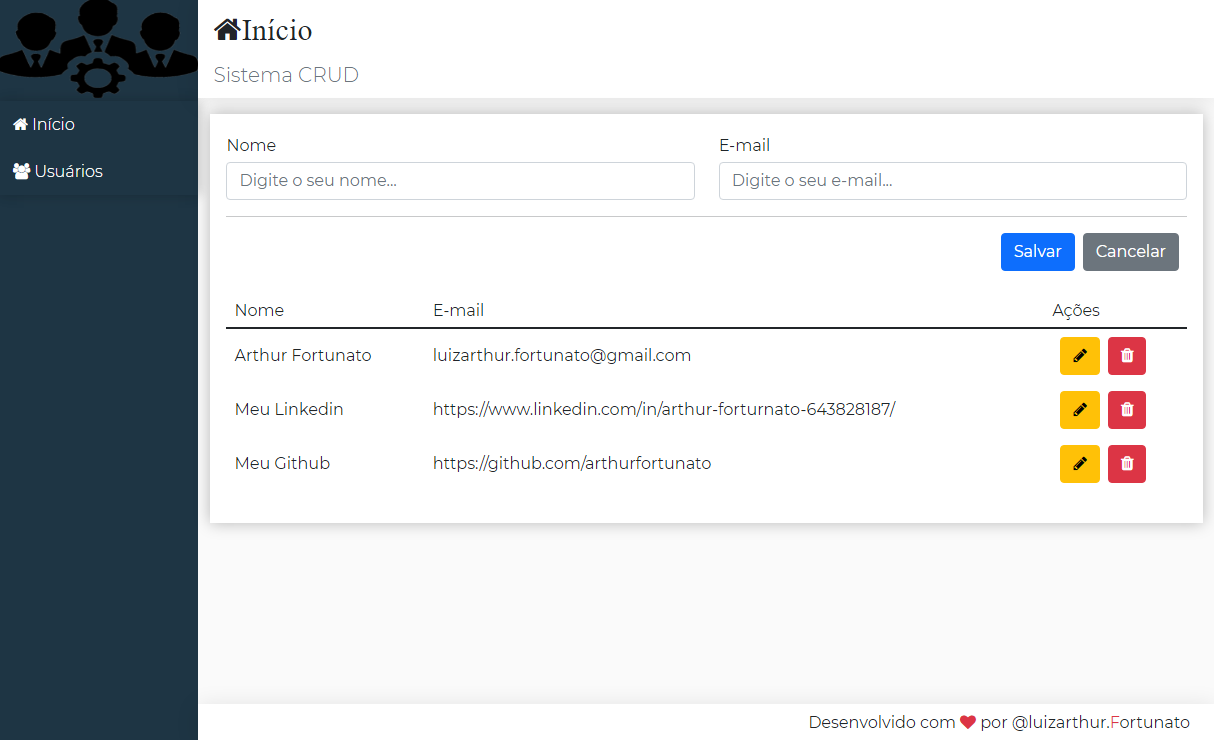 Início
Sistema CRUD
Início
Usuários
Nome
E-mail
Digite o seu nome...
Digite o seu e-mail...
Salvar
Cancelar
Nome
E-mail
Ações
Arthur Fortunato
luizarthur.fortunato@gmail.com
Meu Linkedin
https://www.linkedin.com/in/arthur-forturnato-643828187/
Meu Github
https://github.com/arthurfortunato
Desenvolvido com ❤ por @luizarthur.Fortunato